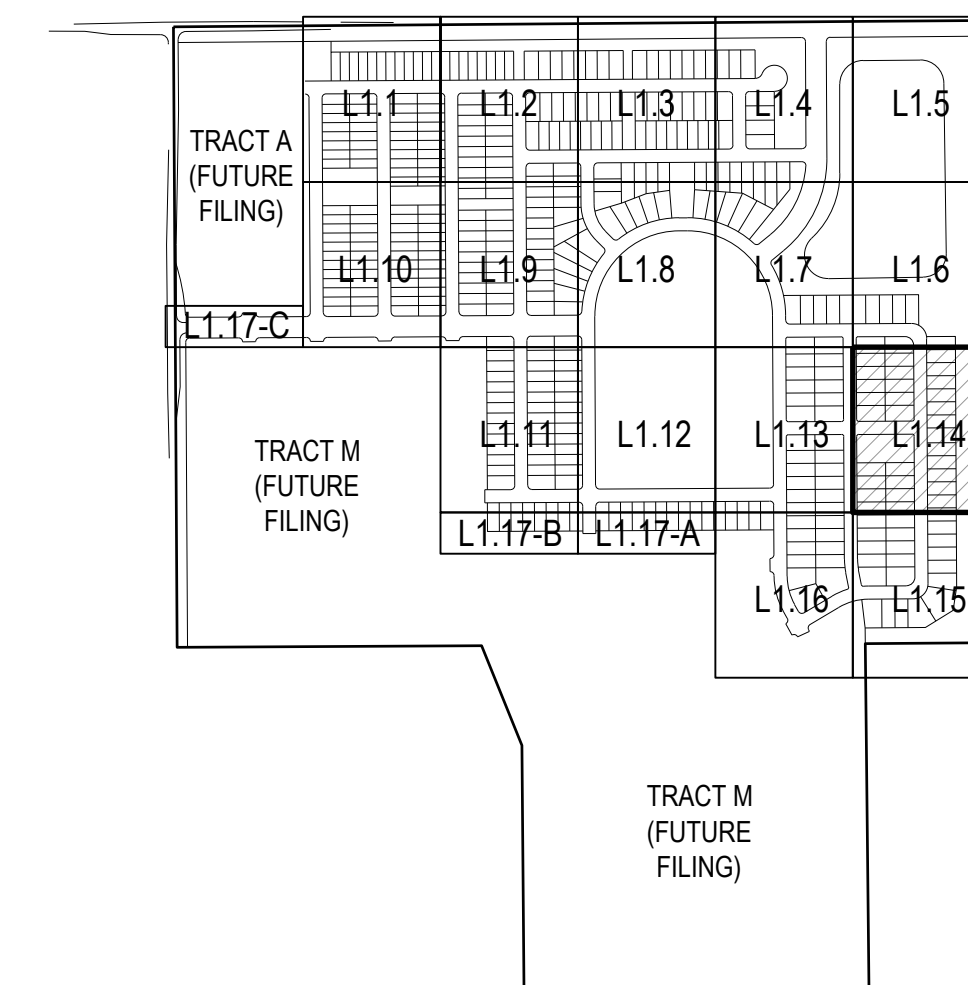 L1.1
L1.2
L1.3
L1.4
L1.5
TRACT A
(FUTURE
FILING)
L1.10
L1.9
L1.8
L1.7
L1.6
L1.17-C
L1.11
L1.12
L1.13
L1.14
TRACT M
(FUTURE
FILING)
L1.17-B
L1.17-A
L1.16
L1.15
TRACT M
(FUTURE
FILING)